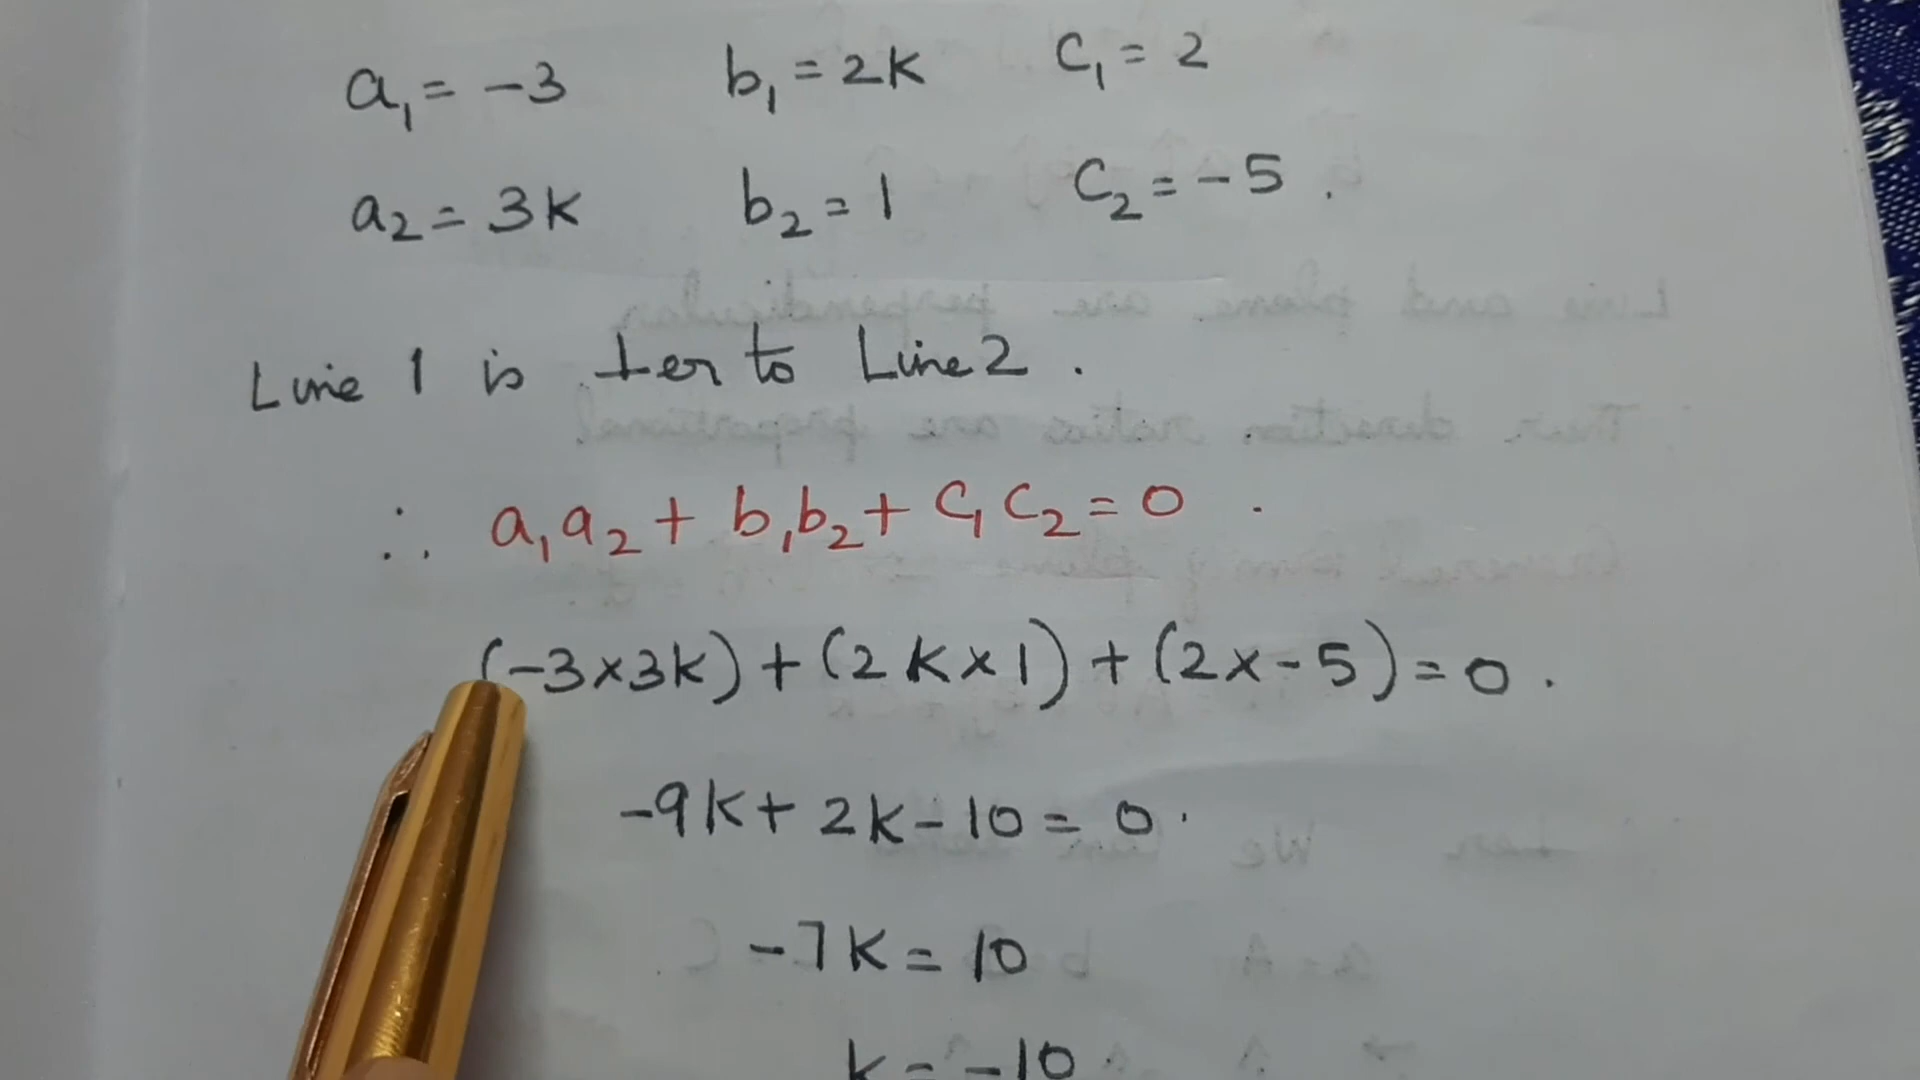 a₁ = -3 b₁ = 2k c₁ = 2
a₂ = 3k b₂ = 1 c₂ = -5 .
Line 1 is ⊥er to Line 2 .
∴ a₁a₂ + b₁b₂ + c₁c₂ = 0 .
(-3×3k) + (2k×1) + (2×-5) = 0 .
-9k + 2k - 10 = 0 .
-7k = 10
k = -10